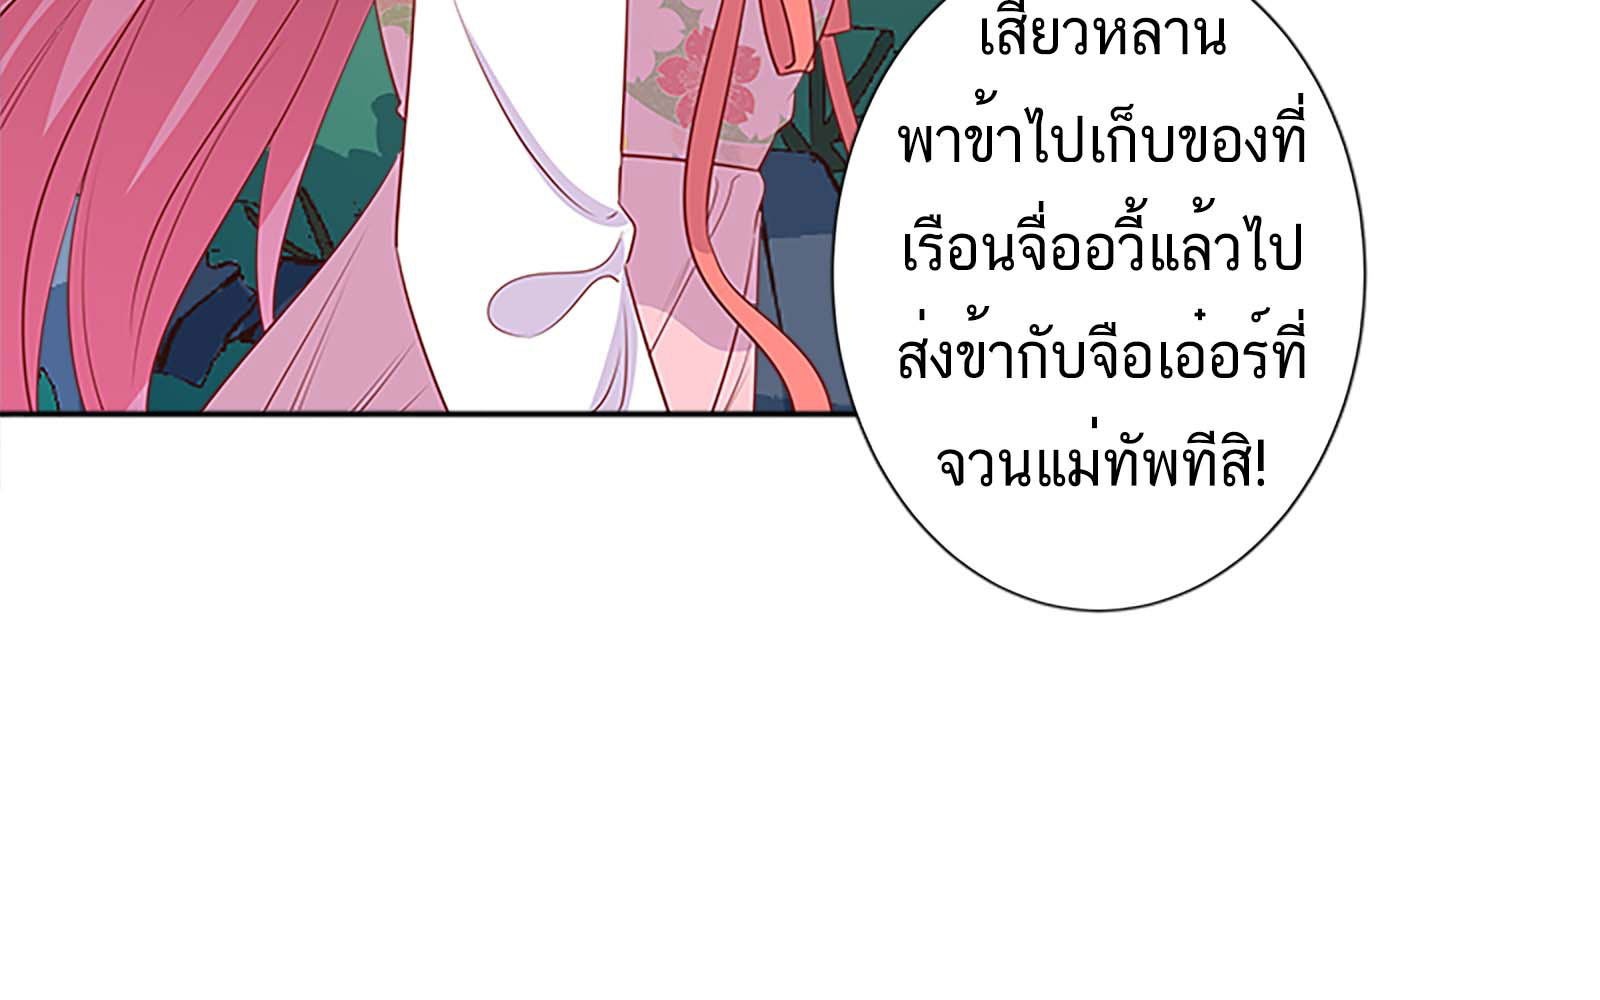 เสี่ยวหลาน
พาข้าไปเก็บของที่
เรือนจื่ออวี้แล้วไป
ส่งข้ากับจือเอ๋อร์ที่
จวนแม่ทัพทีสิ!